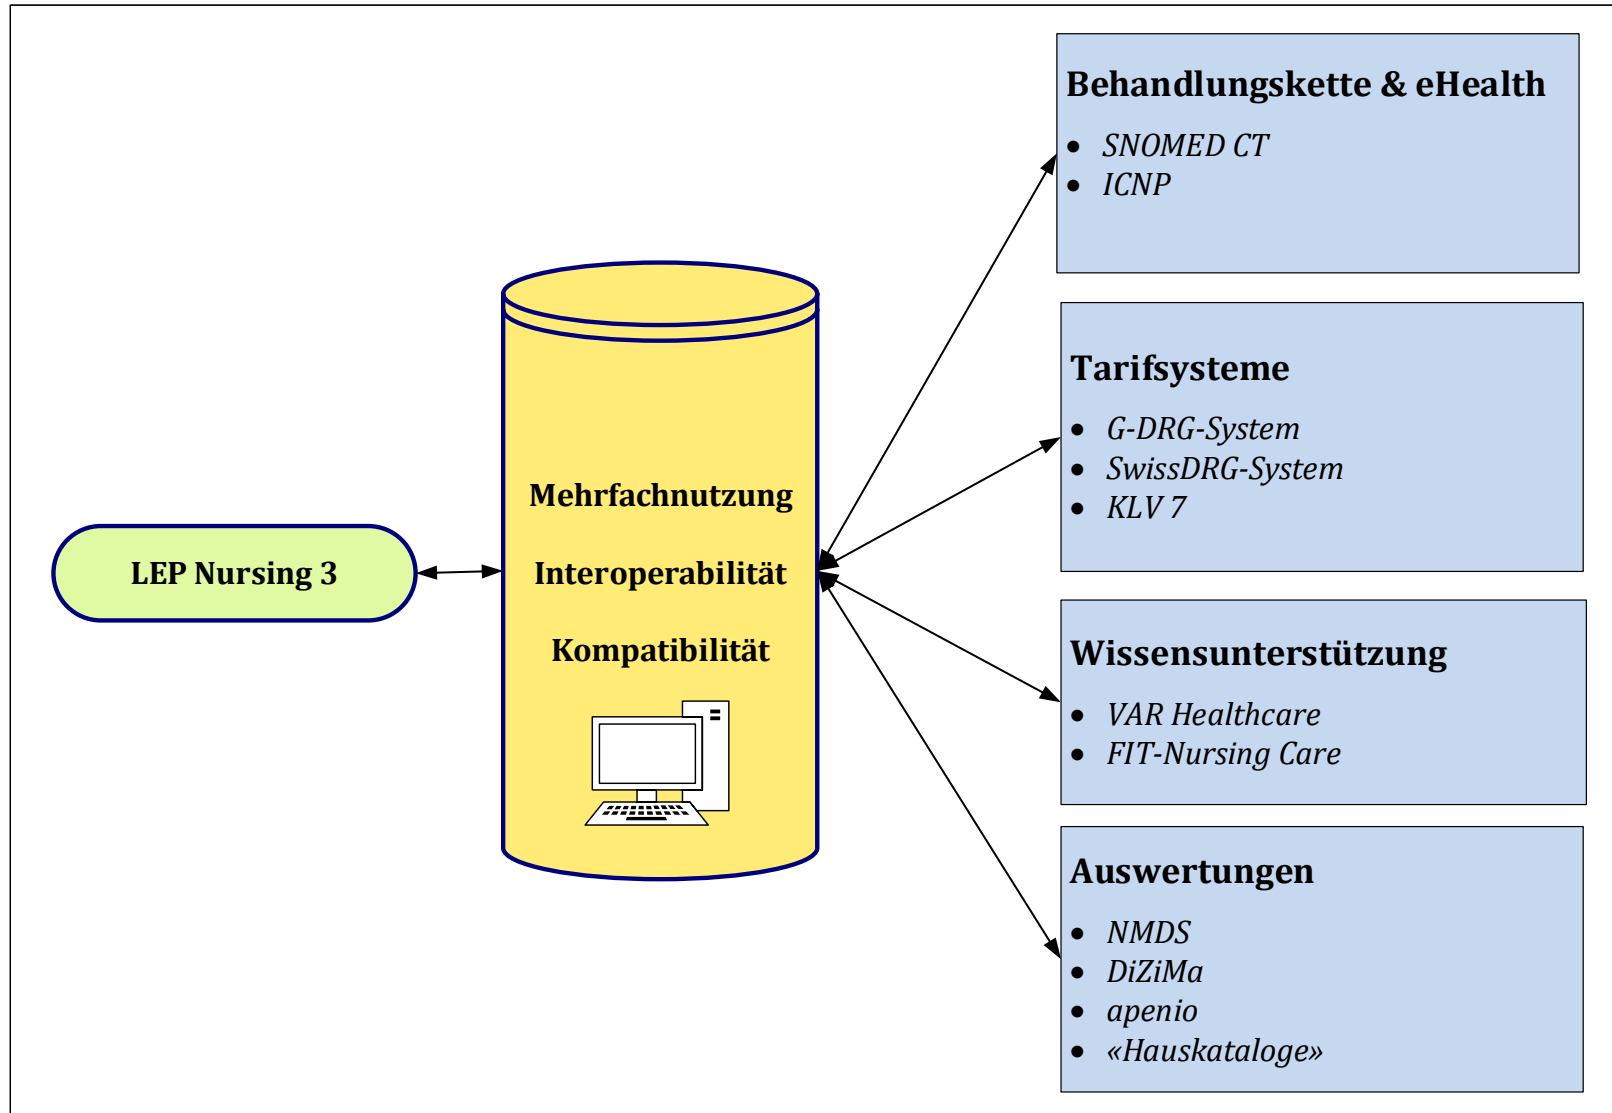 LEP Nursing 3
Mehrfachnutzung
Interoperabilität
Kompatibilität
Behandlungskette & eHealth
• SNOMED CT
• ICNP
Tarifsysteme
• G-DRG-System
• SwissDRG-System
• KLV 7
Wissensunterstützung
• VAR Healthcare
• FIT-Nursing Care
Auswertungen
• NMDS
• DiZiMa
• apenio
• «Hauskataloge»